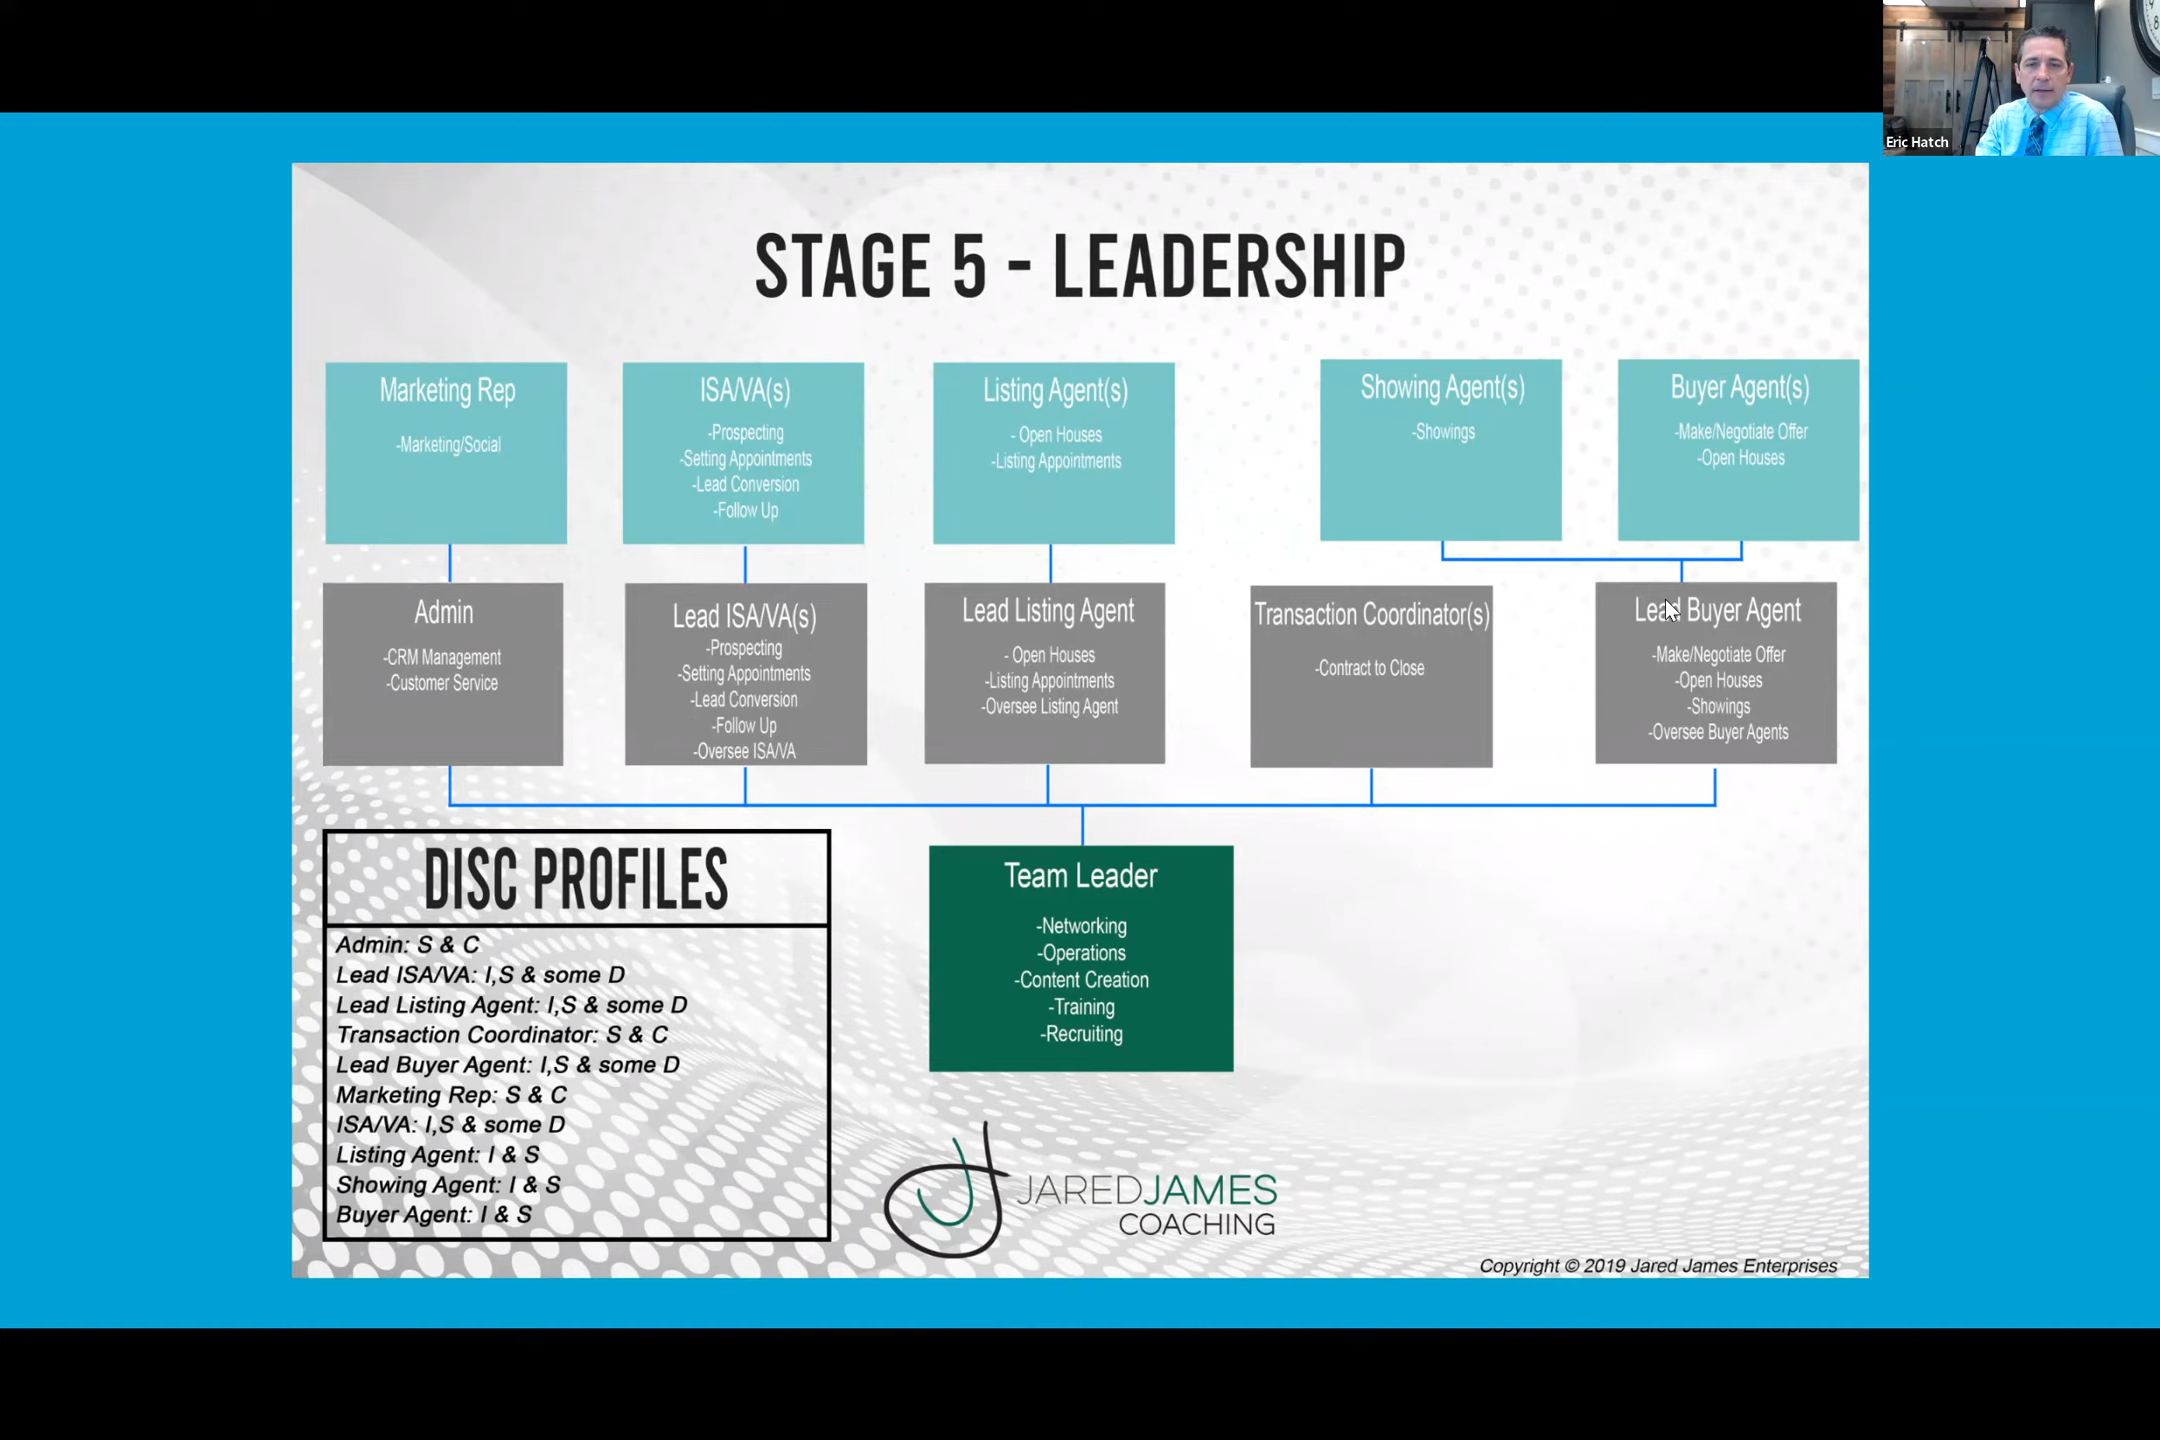 Eric Hatch
STAGE 5 - LEADERSHIP
Marketing Rep
-Marketing/Social
ISA/VA(s)
-Prospecting
-Setting Appointments
-Lead Conversion
-Follow Up
Listing Agent(s)
- Open Houses
-Listing Appointments
Showing Agent(s)
-Showings
Buyer Agent(s)
-Make/Negotiate Offer
-Open Houses
Admin
-CRM Management
-Customer Service
Lead ISA/VA(s)
-Prospecting
-Setting Appointments
-Lead Conversion
-Follow Up
-Oversee ISA/VA
Lead Listing Agent
- Open Houses
-Listing Appointments
-Oversee Listing Agent
Transaction Coordinator(s)
-Contract to Close
Lead Buyer Agent
-Make/Negotiate Offer
-Open Houses
-Showings
-Oversee Buyer Agents
Team Leader
-Networking
-Operations
-Content Creation
-Training
-Recruiting
DISC PROFILES
Admin: S & C
Lead ISA/VA: I,S & some D
Lead Listing Agent: I,S & some D
Transaction Coordinator: S & C
Lead Buyer Agent: I,S & some D
Marketing Rep: S & C
ISA/VA: I,S & some D
Listing Agent: I & S
Showing Agent: I & S
Buyer Agent: I & S
JAREDJAMES
COACHING
Copyright © 2019 Jared James Enterprises